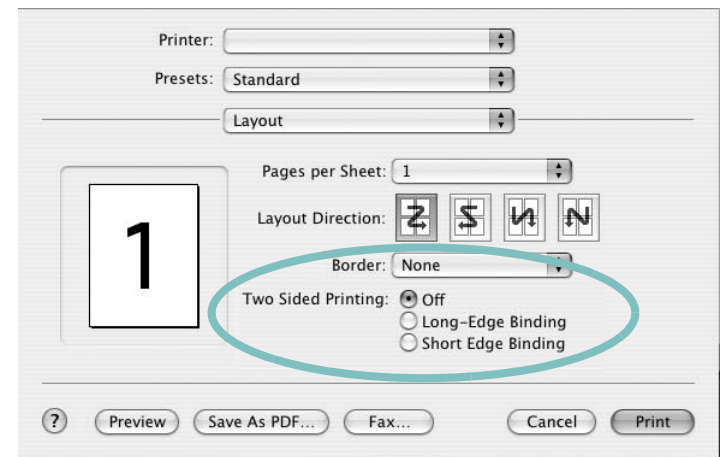 Printer:
Presets: Standard
Layout
Pages per Sheet: 1
Layout Direction:
1
Border: None
Two Sided Printing: Off
Long-Edge Binding
Short Edge Binding
? Preview Save As PDF... Fax... Cancel Print